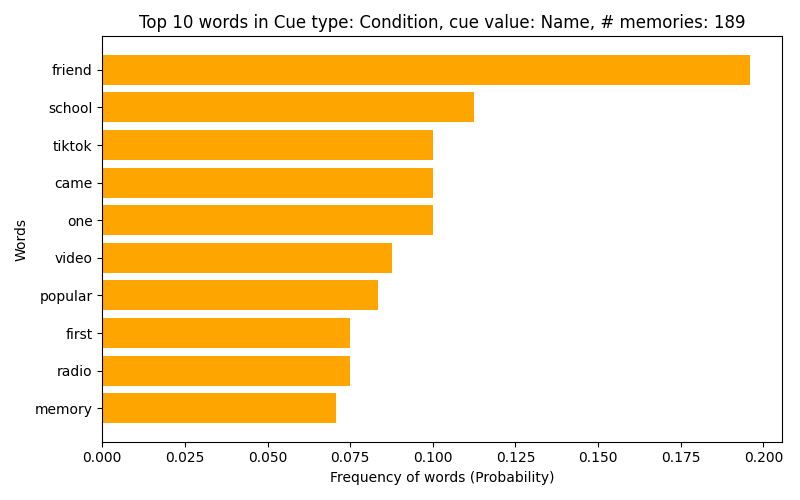 Top 10 words in Cue type: Condition, cue value: Name, # memories: 189
Words
friend
school
tiktok
came
one
video
popular
first
radio
memory
0.000 0.025 0.050 0.075 0.100 0.125 0.150 0.175 0.200
Frequency of words (Probability)